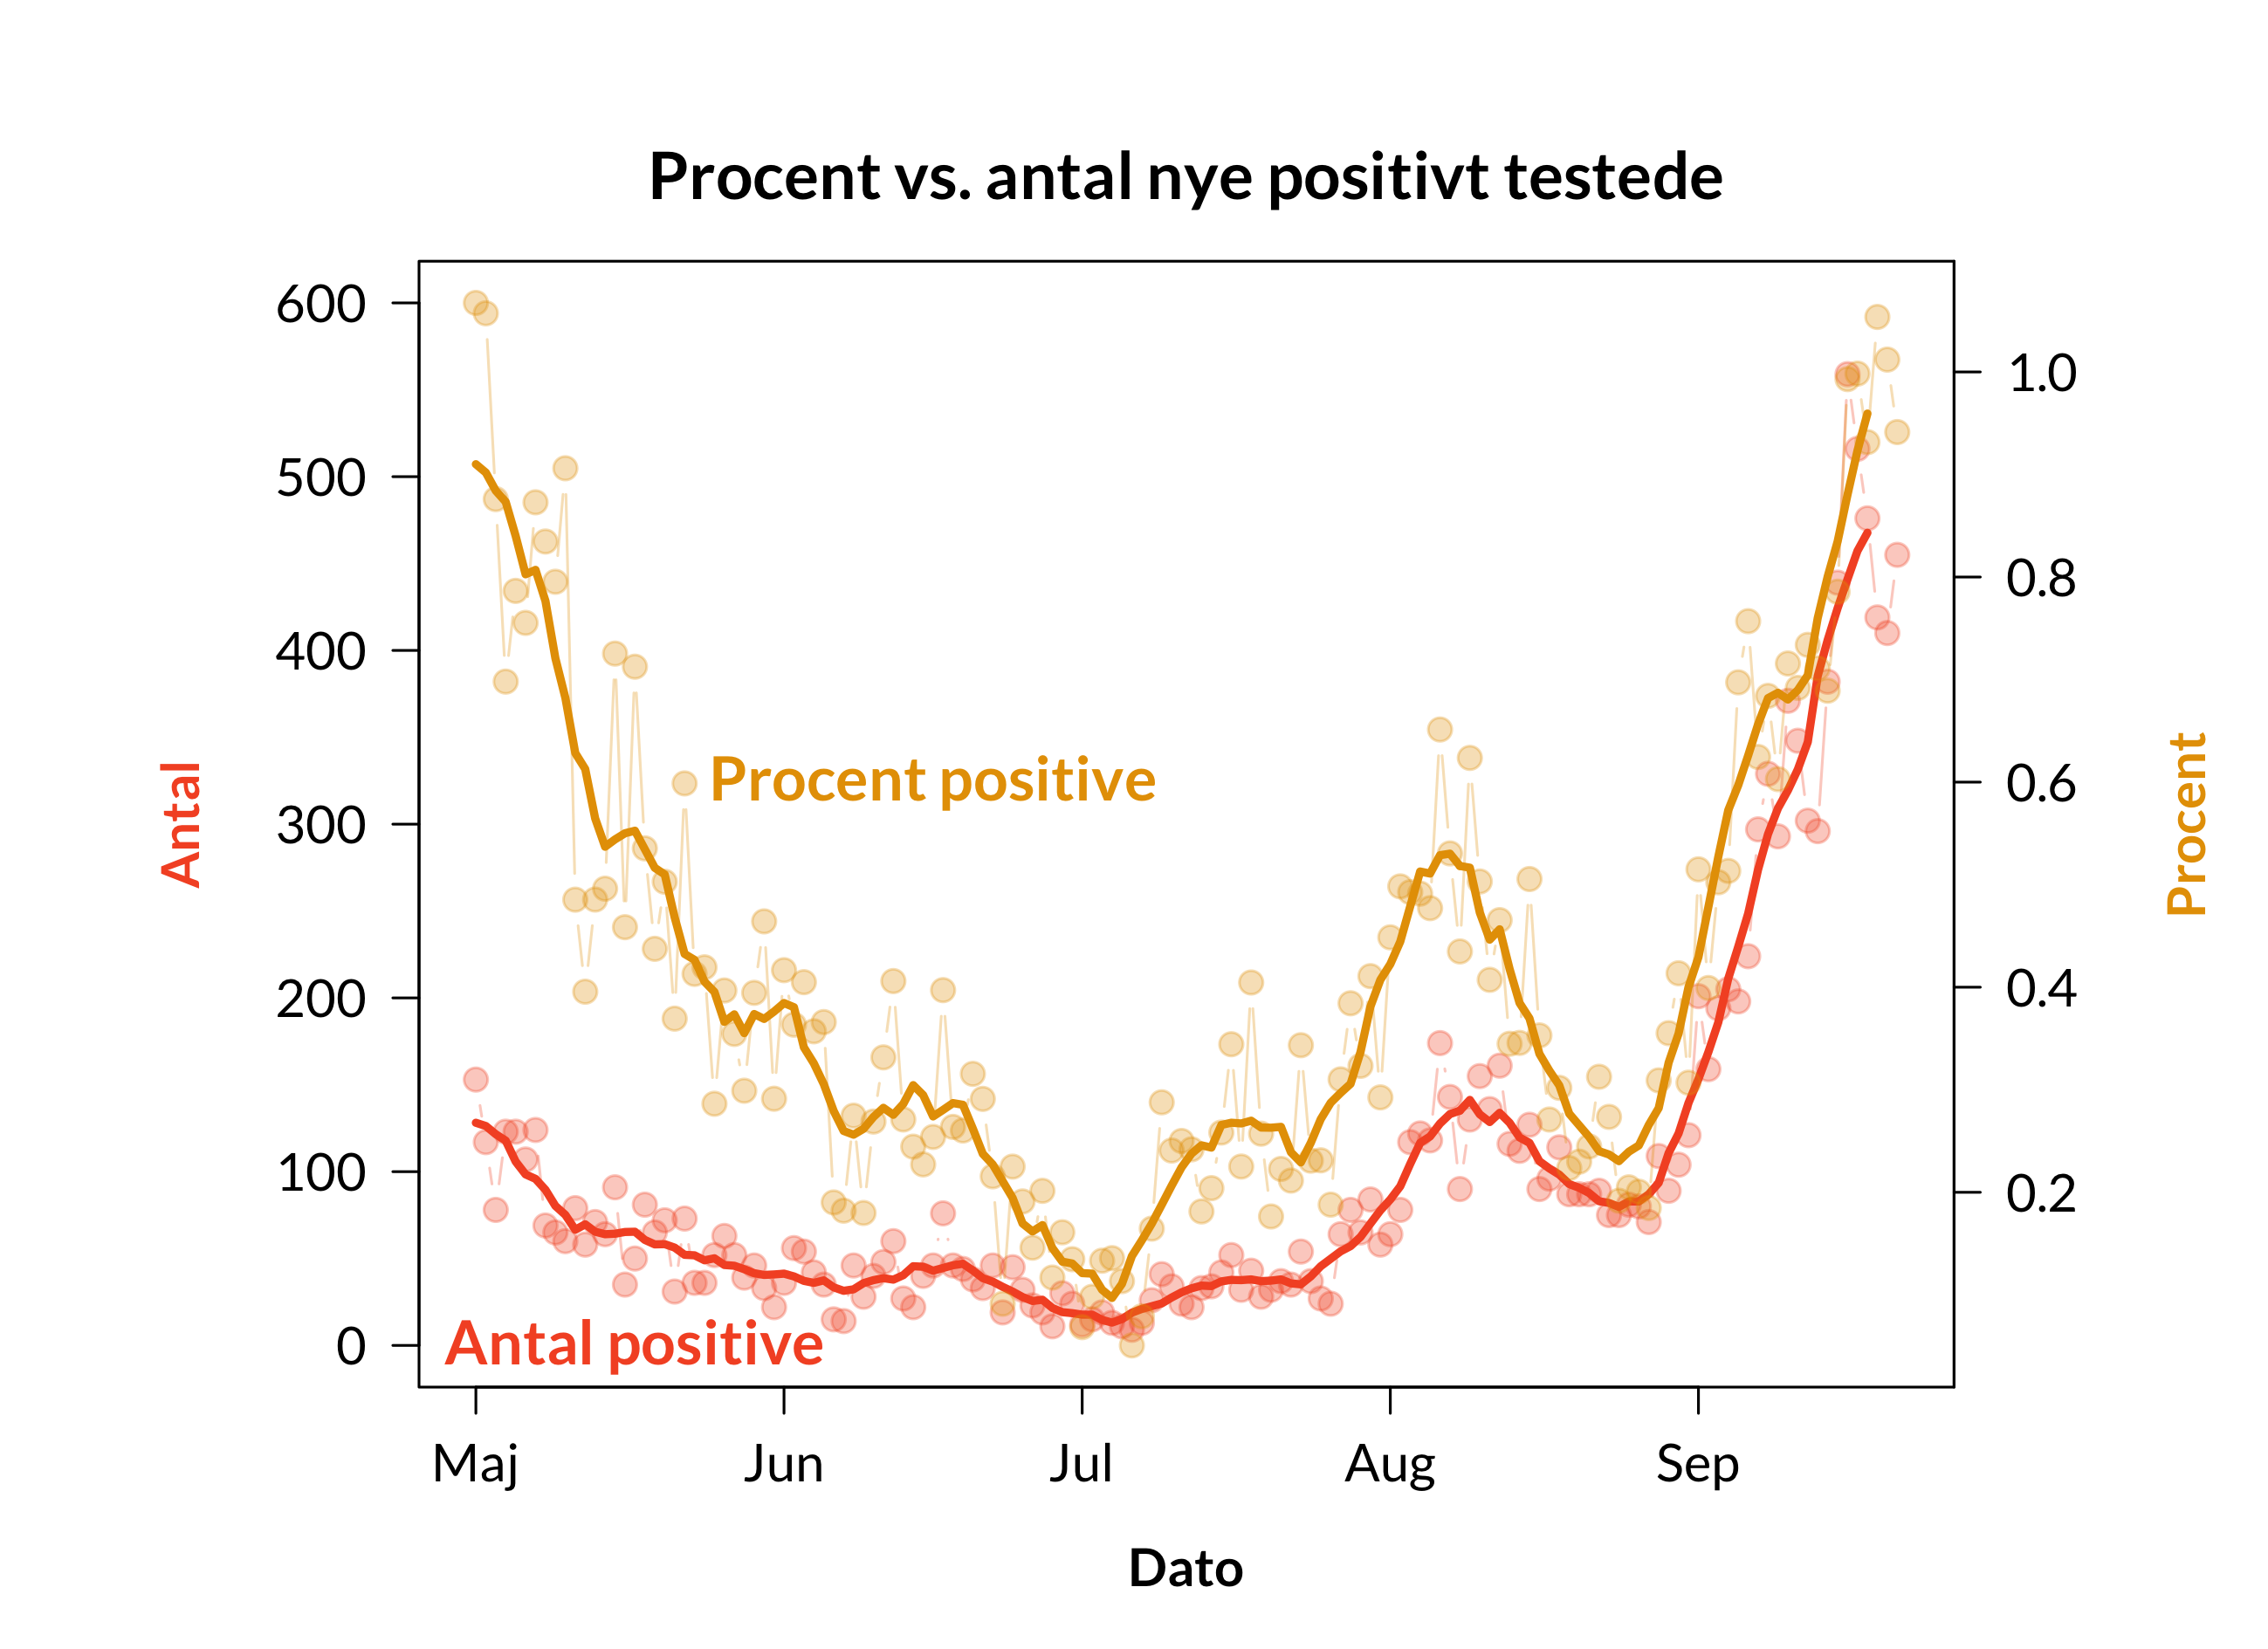 Procent vs. antal nye positivt testede
600
500
400
300
200
100
0
Antal
1.0
0.8
0.6
0.4
0.2
Procent
Procent positive
Antal positive
Maj
Jun
Jul
Aug
Sep
Dato